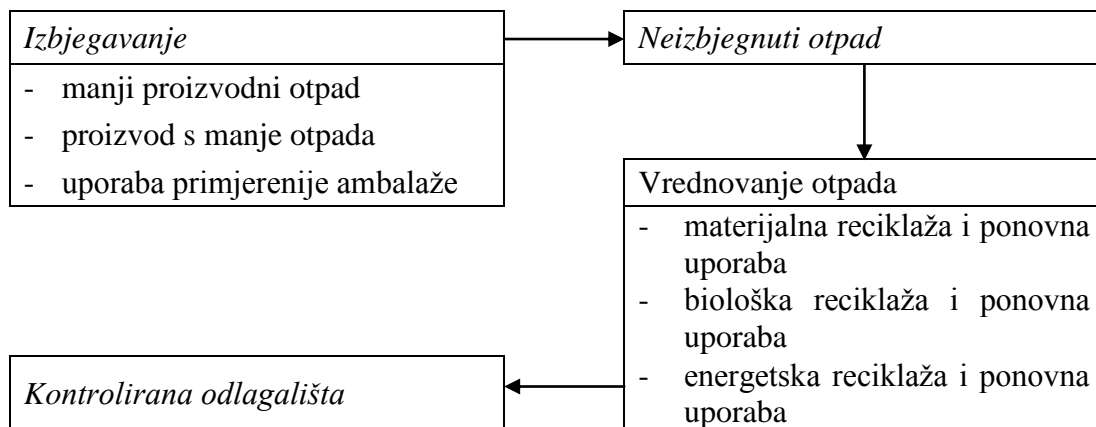 Izbjegavanje
- manji proizvodni otpad
- proizvod s manje otpada
- uporaba primjerenije ambalaže
Neizbjegnuti otpad
Vrednovanje otpada
- materijalna reciklaža i ponovna
uporaba
- biološka reciklaža i ponovna
uporaba
- energetska reciklaža i ponovna
uporaba
Kontrolirana odlagališta